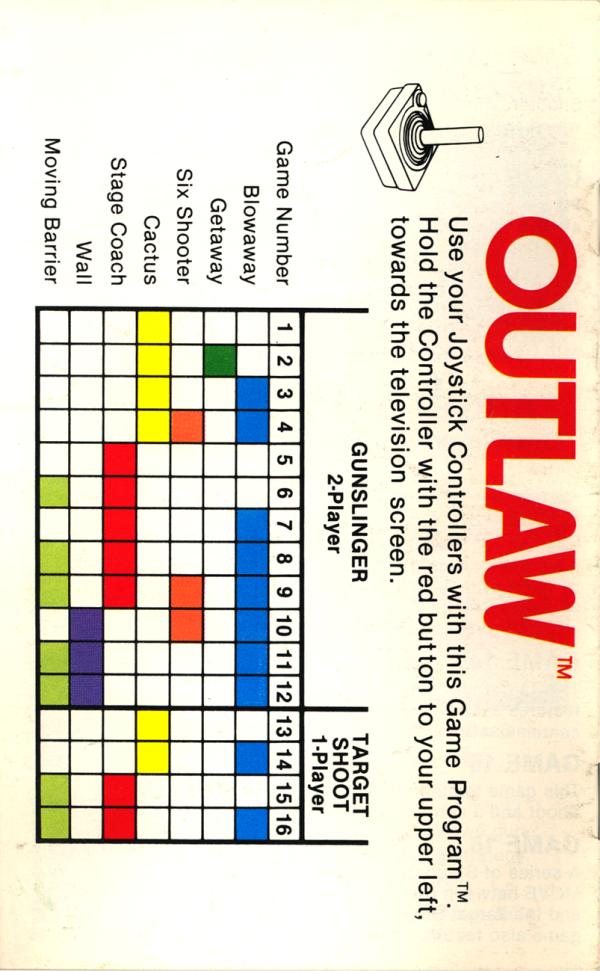 OUTLAW™
Use your Joystick Controllers with this Game Program™.
Hold the Controller with the red button to your upper left,
towards the television screen.
GUNSLINGER
2-Player
TARGET
SHOOT
1-Player
Game Number 1 2 3 4 5 6 7 8 9 10 11 12 13 14 15 16
Blowaway
Getaway
Six Shooter
Cactus
Stage Coach
Wall
Moving Barrier